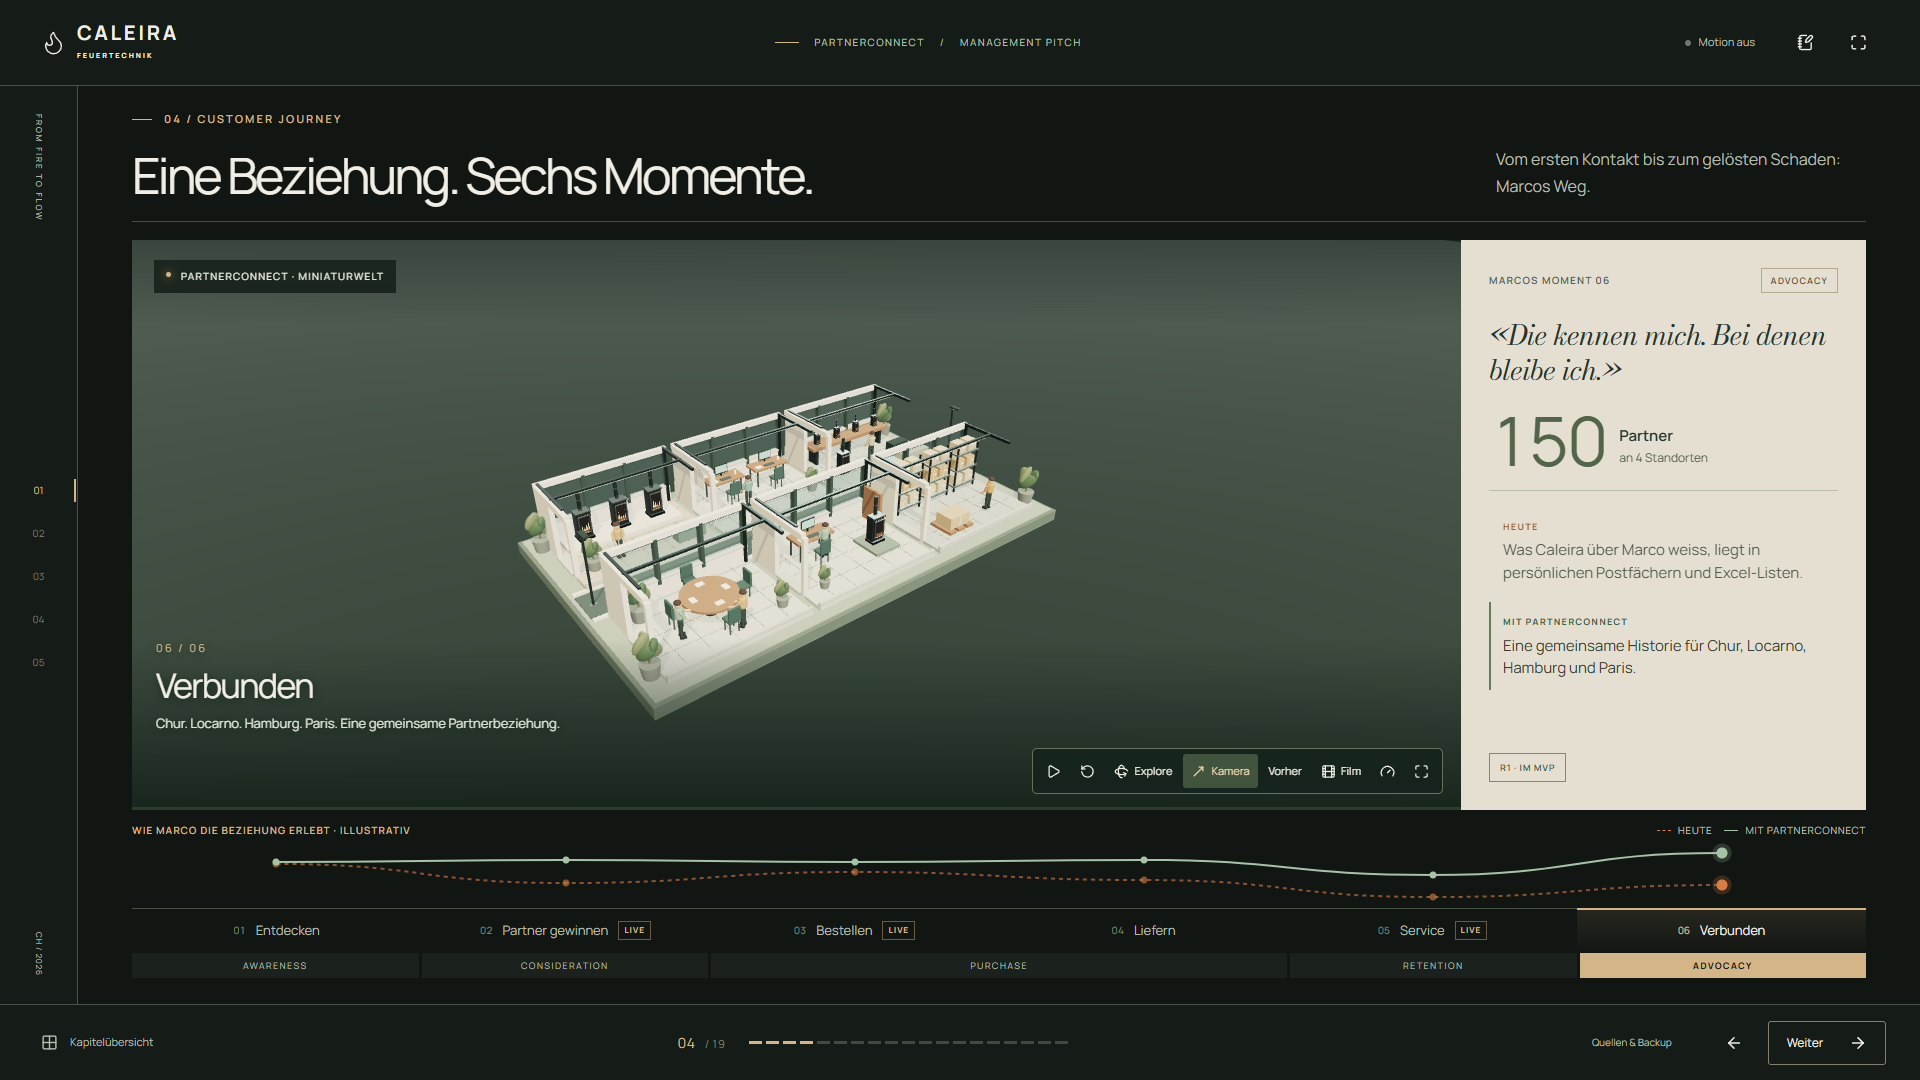 CALEIRA
FEUERTECHNIK
PARTNERCONNECT / MANAGEMENT PITCH
Motion aus
FROM FIRE TO FLOW
01
02
03
04
05
CH / 2026
04 / CUSTOMER JOURNEY
Eine Beziehung. Sechs Momente.
Vom ersten Kontakt bis zum gelösten Schaden:
Marcos Weg.
PARTNERCONNECT · MINIATURWELT
06 / 06
Verbunden
Chur. Locarno. Hamburg. Paris. Eine gemeinsame Partnerbeziehung.
Explore
Kamera
Vorher
Film
MARCOS MOMENT 06
ADVOCACY
«Die kennen mich. Bei denen
bleibe ich.»
150
Partner
an 4 Standorten
HEUTE
Was Caleira über Marco weiss, liegt in
persönlichen Postfächern und Excel-Listen.
MIT PARTNERCONNECT
Eine gemeinsame Historie für Chur, Locarno,
Hamburg und Paris.
R1 · IM MVP
WIE MARCO DIE BEZIEHUNG ERLEBT · ILLUSTRATIV
HEUTE
MIT PARTNERCONNECT
01 Entdecken
02 Partner gewinnen LIVE
03 Bestellen LIVE
04 Liefern
05 Service LIVE
06 Verbunden
AWARENESS
CONSIDERATION
PURCHASE
RETENTION
ADVOCACY
Kapitelübersicht
04 / 19
Quellen & Backup
Weiter